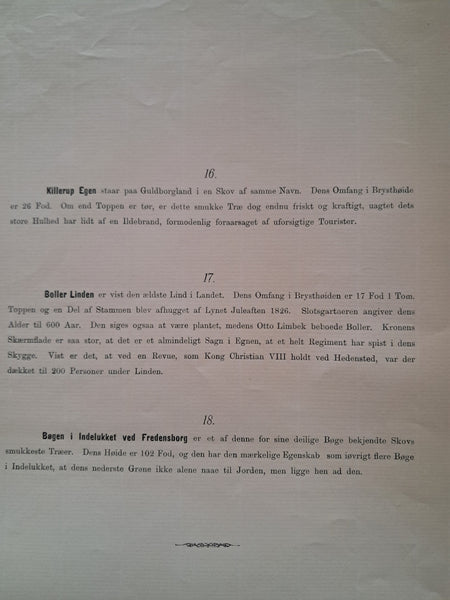 16.
Killerup Egen staar paa Guldborgland i en Skov af samme Navn. Dens Omfang i Brysthøide
er 26 Fod. Om end Toppen er tør, er dette smukke Træ dog endnu friskt og kraftigt, uagtet dets
store Hulhed har lidt af en Ildebrand, formodenlig foraarsaget af uforsigtige Tourister.
17.
Boller Linden er vist den ældste Lind i Landet. Dens Omfang i Brysthøiden er 17 Fod 1 Tom.
Toppen og en Del af Stammen blev afhugget af Lynet Juleaften 1826. Slotsgartneren angiver dens
Alder til 600 Aar. Den siges ogsaa at være plantet, medens Otto Limbek beboede Boller. Kronens
Skærmflade er saa stor, at det er et almindeligt Sagn i Egnen, at et helt Regiment har spist i dens
Skygge. Vist er det, at ved en Revue, som Kong Christian VIII holdt ved Hedensted, var der
dækket til 200 Personer under Linden.
18.
Bøgen i Indelukket ved Fredensborg er et af denne for sine deilige Bøge bekjendte Skovs
smukkeste Træer. Dens Høide er 102 Fod, og den har den mærkelige Egenskab som iøvrigt flere Bøge
i Indelukket, at dens nederste Grene ikke alene naae til Jorden, men ligge hen ad den.